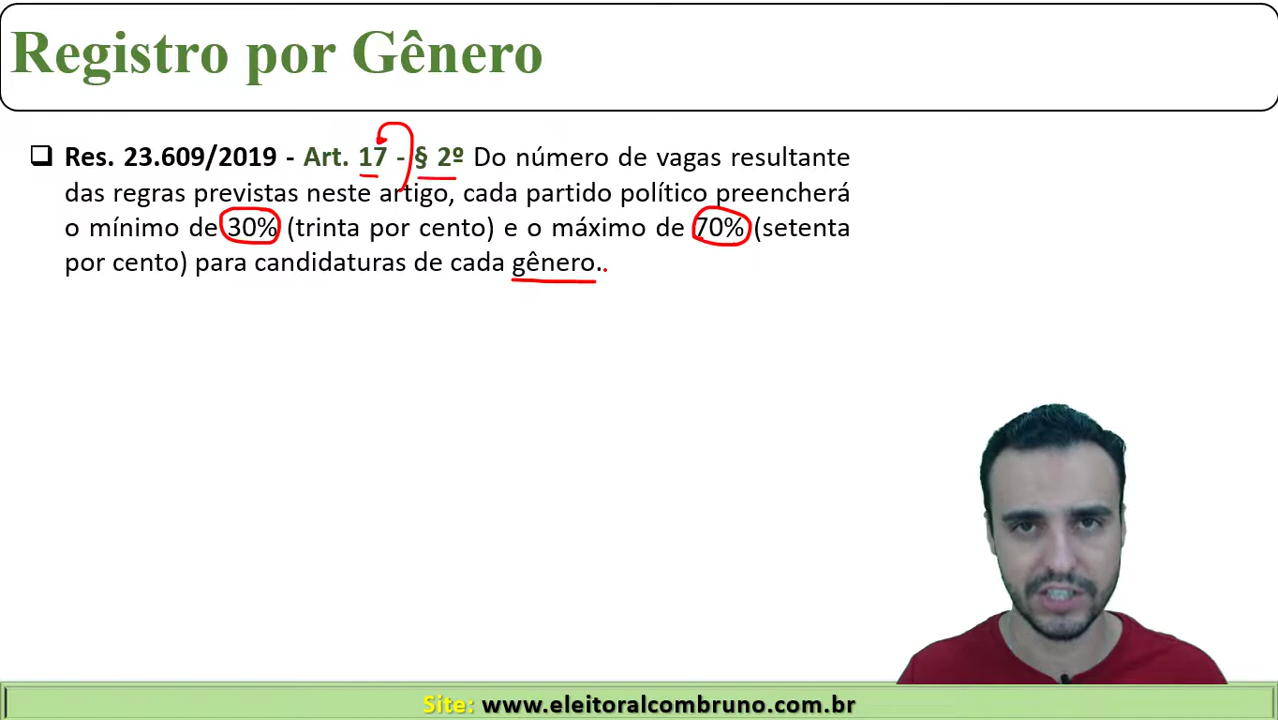 Registro por Gênero
❑ Res. 23.609/2019 - Art. 17 - § 2º Do número de vagas resultante
das regras previstas neste artigo, cada partido político preencherá
o mínimo de 30% (trinta por cento) e o máximo de 70% (setenta
por cento) para candidaturas de cada gênero..
Site: www.eleitoralcombruno.com.br